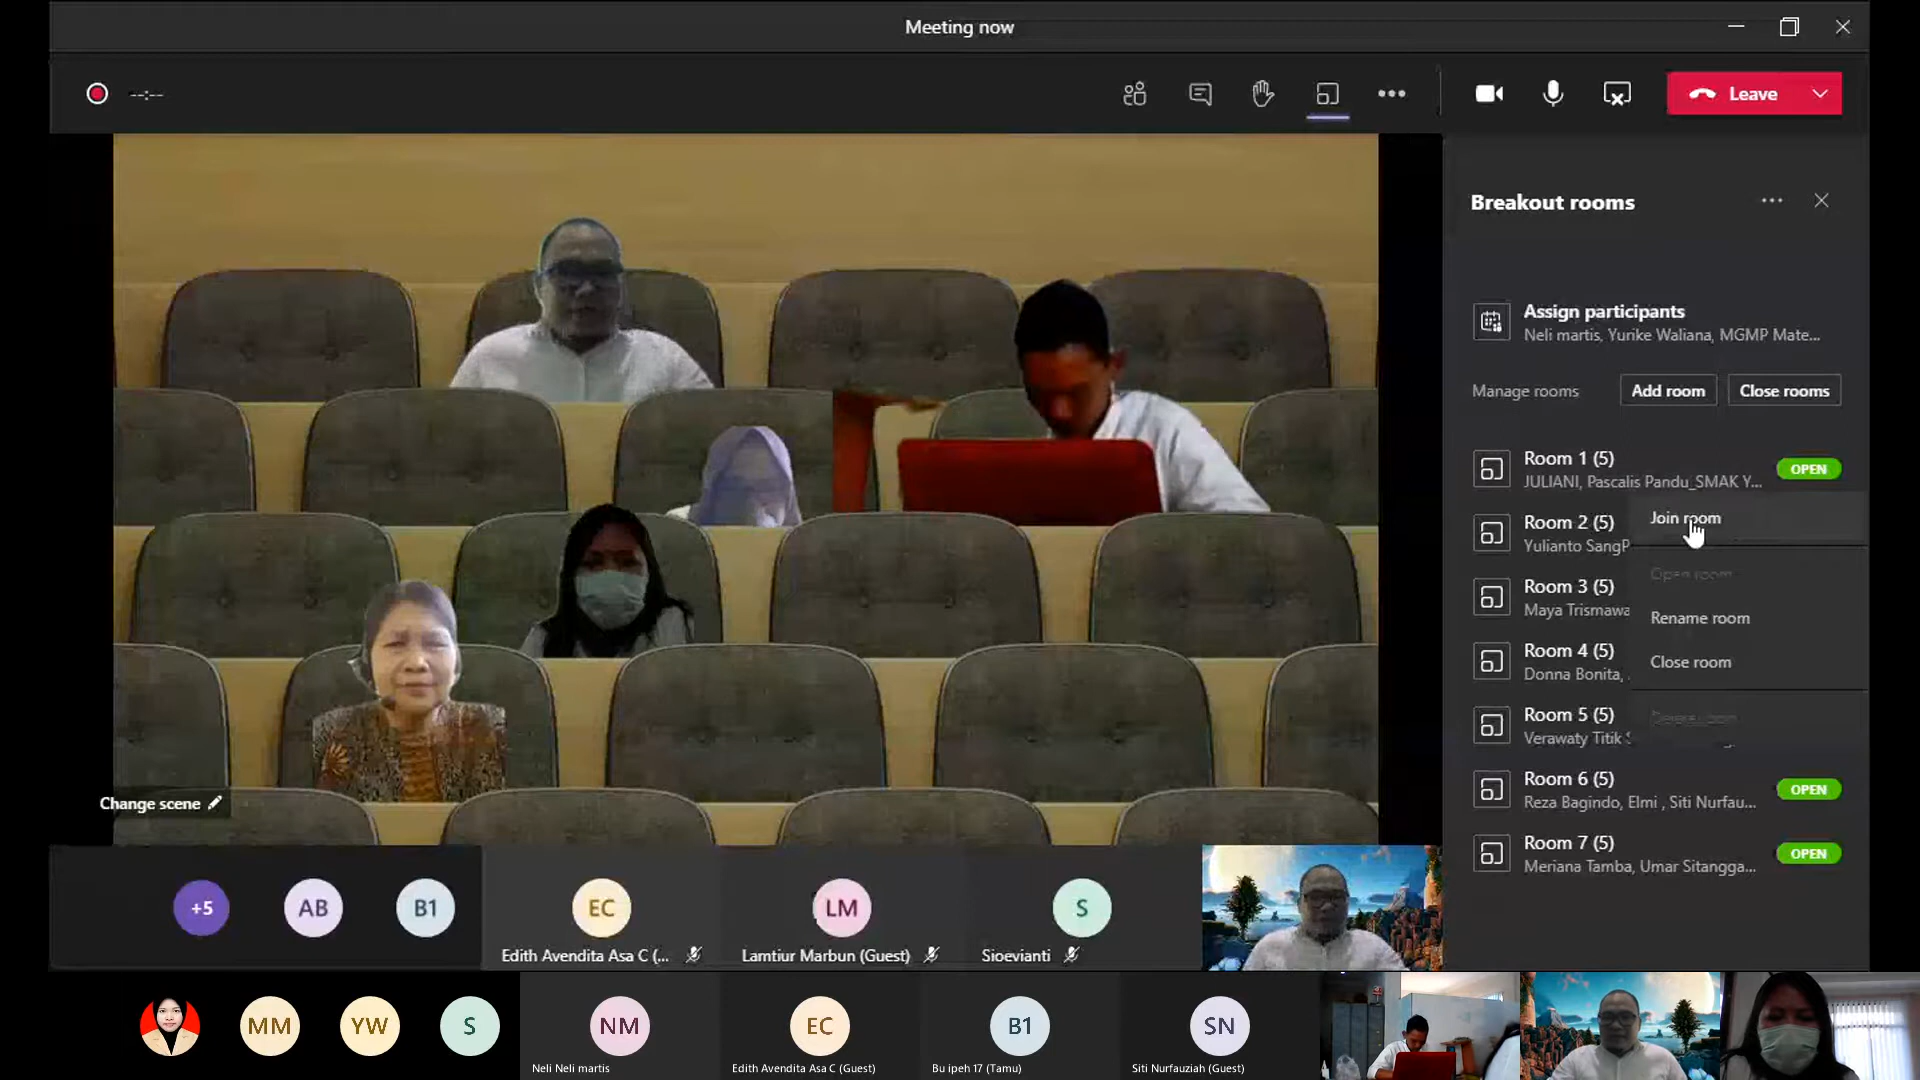 Meeting now
--:--
Leave
Breakout rooms
Assign participants
Neli martis, Yurike Waliana, MGMP Mate...
Manage rooms
Add room
Close rooms
Room 1 (5)
JULIANI, Pascalis Pandu_SMAK Y...
OPEN
Room 2 (5)
Yulianto SangP
Join room
Open room
Room 3 (5)
Maya Trismawa
Rename room
Room 4 (5)
Donna Bonita,
Close room
Room 5 (5)
Verawaty Titik
Delete room
Room 6 (5)
Reza Bagindo, Elmi , Siti Nurfau...
OPEN
Room 7 (5)
Meriana Tamba, Umar Sitangga...
OPEN
Change scene
+5
AB
B1
EC
LM
S
Edith Avendita Asa C (...
Lamtiur Marbun (Guest)
Sioevianti
MM
YW
S
NM
EC
B1
SN
Neli Neli martis
Edith Avendita Asa C (Guest)
Bu ipeh 17 (Tamu)
Siti Nurfauziah (Guest)